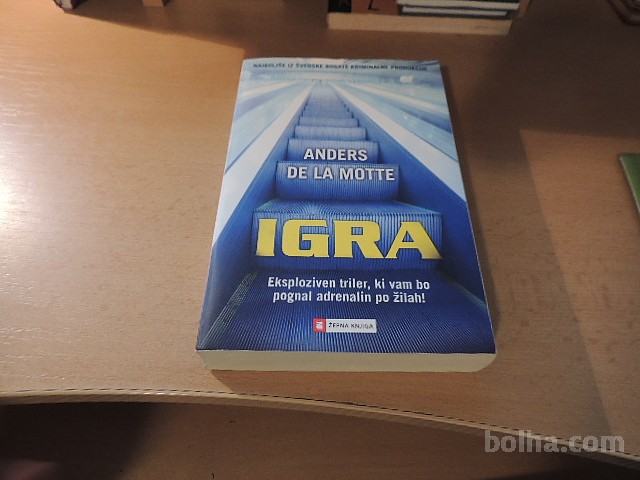 NAJBOLJŠE IZ ŠVEDSKE BOGATE KRIMINALNE PRODUKCIJE
ANDERS
DE LA MOTTE
IGRA
Eksploziven triler, ki vam bo
pognal adrenalin po žilah!
ŽEPNA KNJIGA
bolha.com